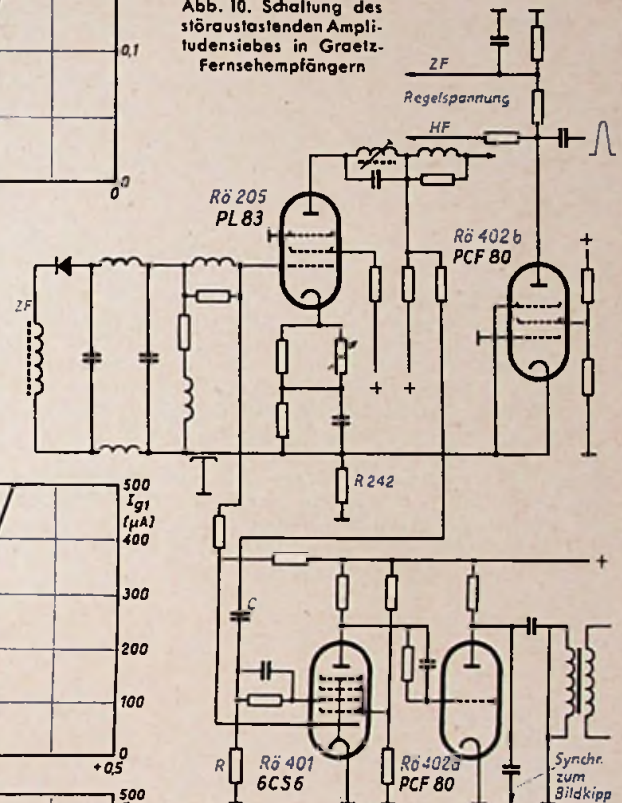 Abb. 10. Schaltung des
störaustastenden Ampli-
tudensiebes in Graetz-
Fernsehempfängern
0,1
0
0
ZF
Regelspannung
HF
Rö 205
PL 83
Rö 402b
PCF 80
+
ZF
+ +
R 242
500
Ig1
[µA]
400
300
200
100
0
+0,5
500
+
C
R
Rö 401
6CS6
Rö 402a
PCF 80
Synchr.
zum
Bildkipp